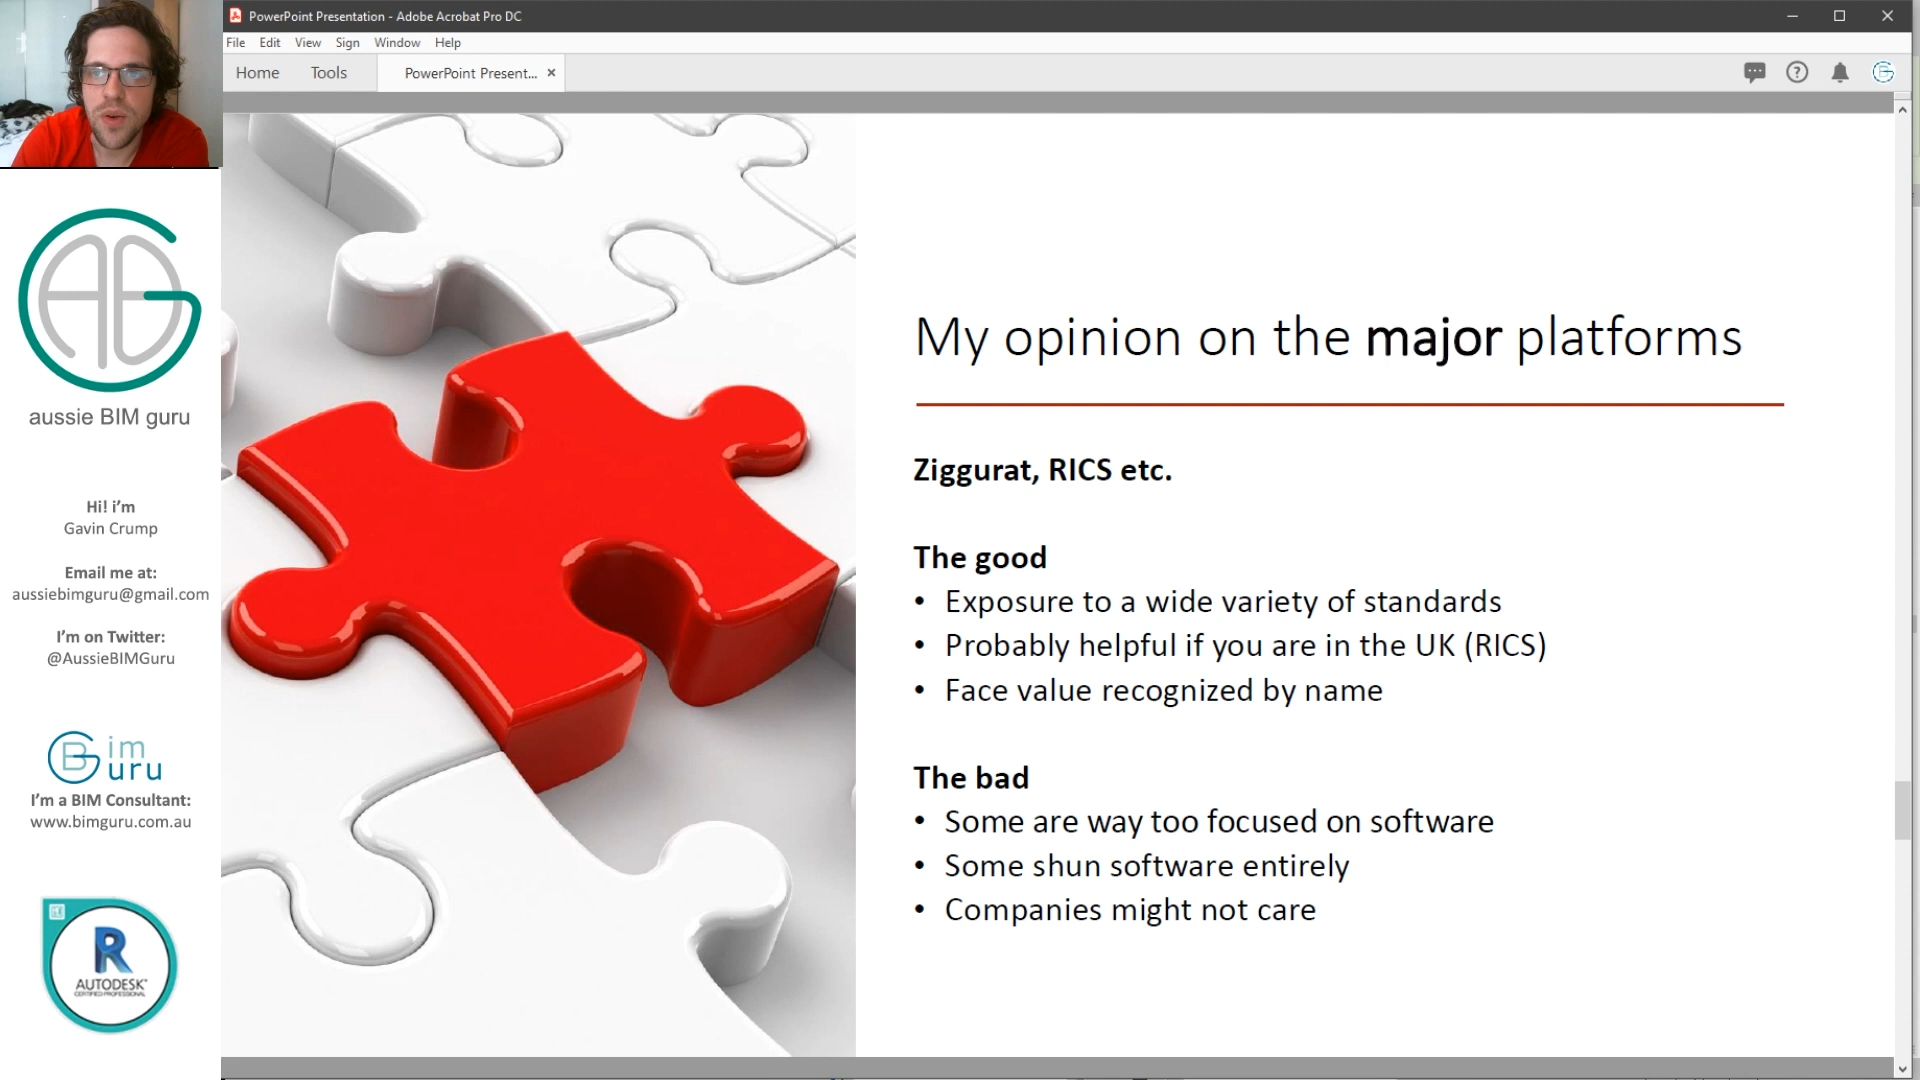 PowerPoint Presentation - Adobe Acrobat Pro DC
File Edit View Sign Window Help
Home Tools PowerPoint Present...
aussie BIM guru
Hi! i'm
Gavin Crump
Email me at:
aussiebimguru@gmail.com
I'm on Twitter:
@AussieBIMGuru
BIM
Guru
I'm a BIM Consultant:
www.bimguru.com.au
R
AUTODESK
CERTIFIED PROFESSIONAL
My opinion on the major platforms
Ziggurat, RICS etc.
The good
• Exposure to a wide variety of standards
• Probably helpful if you are in the UK (RICS)
• Face value recognized by name
The bad
• Some are way too focused on software
• Some shun software entirely
• Companies might not care